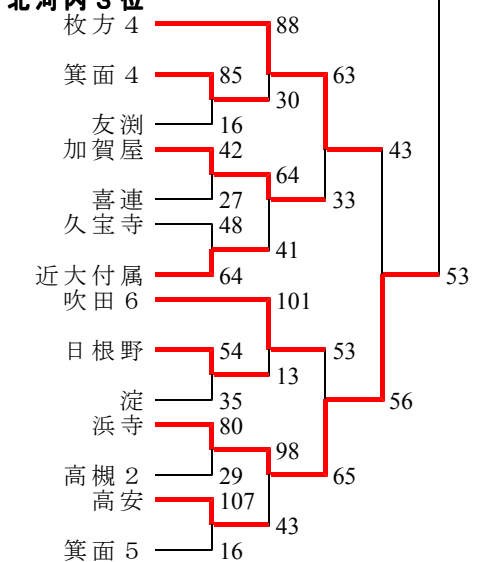 北河内３位
枚方４
88
箕面４
85
63
30
友渕
16
加賀屋
42
43
64
喜連
27
33
久宝寺
48
41
近大付属
64
53
吹田６
101
日根野
54
53
13
淀
35
56
浜寺
80
98
高槻２
29
65
高安
107
43
箕面５
16